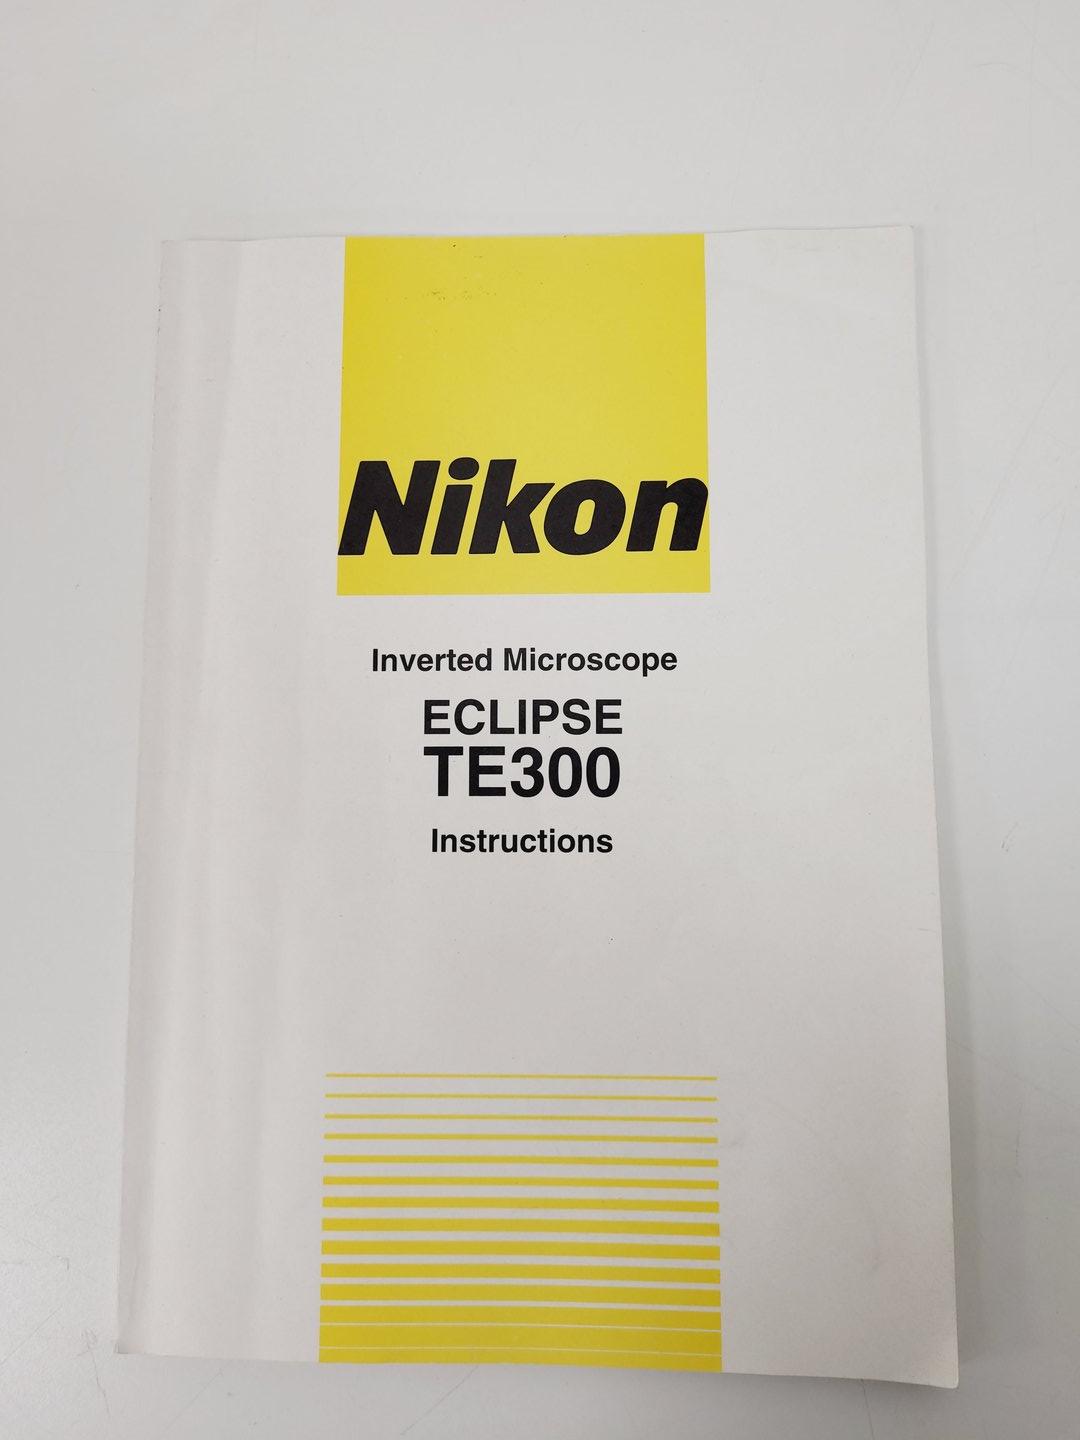 Nikon
Inverted Microscope
ECLIPSE
TE300
Instructions